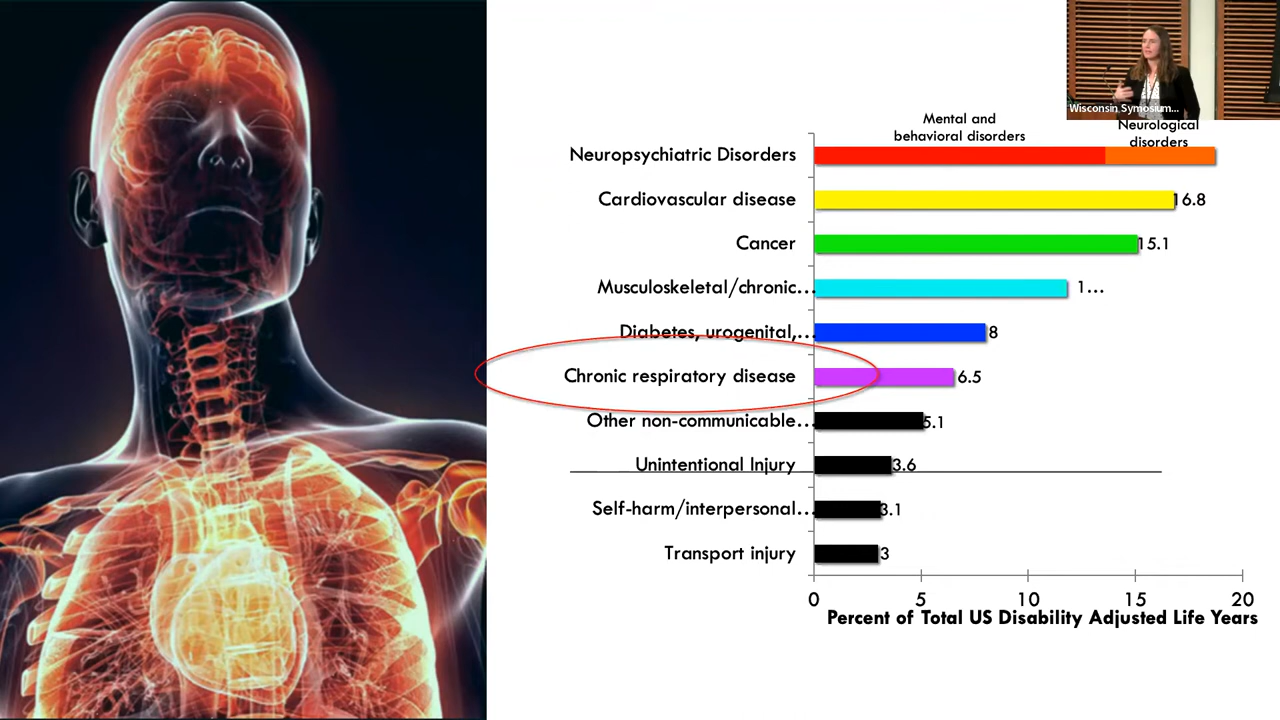 Wisconsin Symposium...
Mental and
behavioral disorders
Neurological
disorders
Neuropsychiatric Disorders
Cardiovascular disease 16.8
Cancer 15.1
Musculoskeletal/chronic... 1...
Diabetes, urogenital,... 8
Chronic respiratory disease 6.5
Other non-communicable... 5.1
Unintentional Injury 3.6
Self-harm/interpersonal... 3.1
Transport injury 3
0 5 10 15 20
Percent of Total US Disability Adjusted Life Years